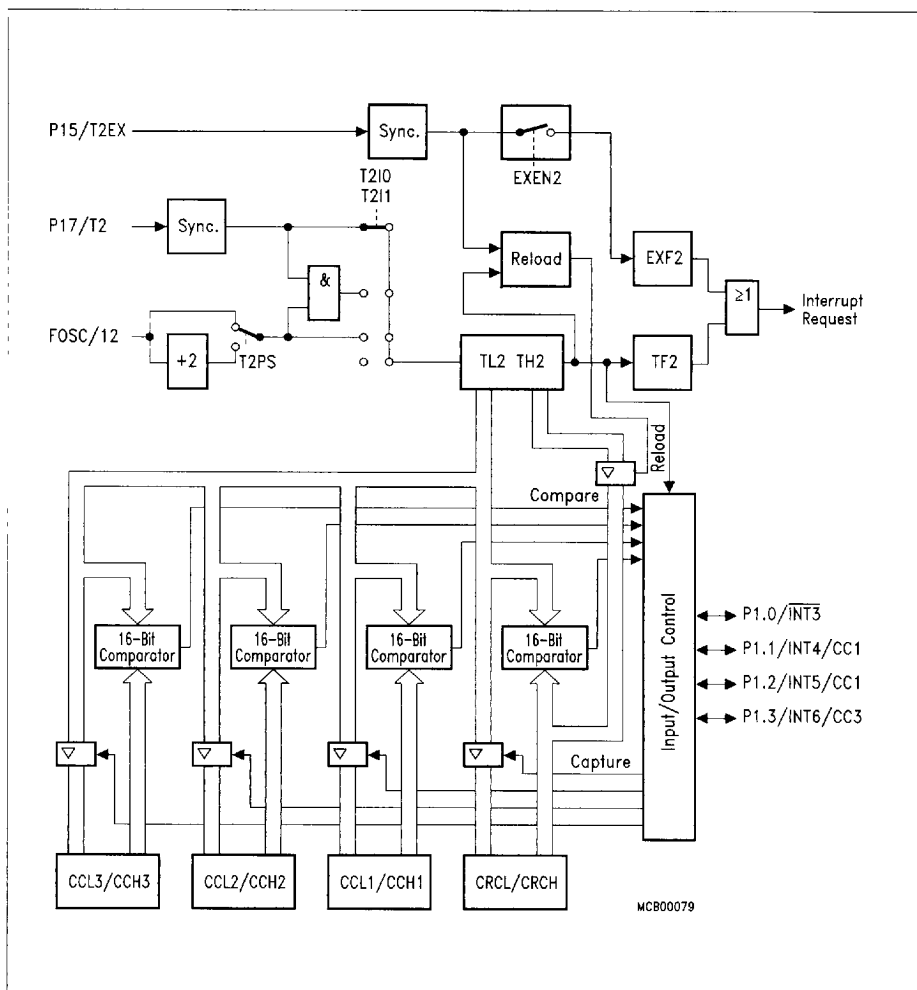 P15/T2EX
Sync.
EXEN2
T2I0
T2I1
P17/T2
Sync.
Reload
EXF2
&
≥1
Interrupt
Request
FOSC/12
÷2
T2PS
TL2 TH2
TF2
Reload
Compare
16-Bit
Comparator
16-Bit
Comparator
16-Bit
Comparator
16-Bit
Comparator
Input/Output Control
P1.0/INT3
P1.1/INT4/CC1
P1.2/INT5/CC1
P1.3/INT6/CC3
Capture
CCL3/CCH3
CCL2/CCH2
CCL1/CCH1
CRCL/CRCH
MCB00079